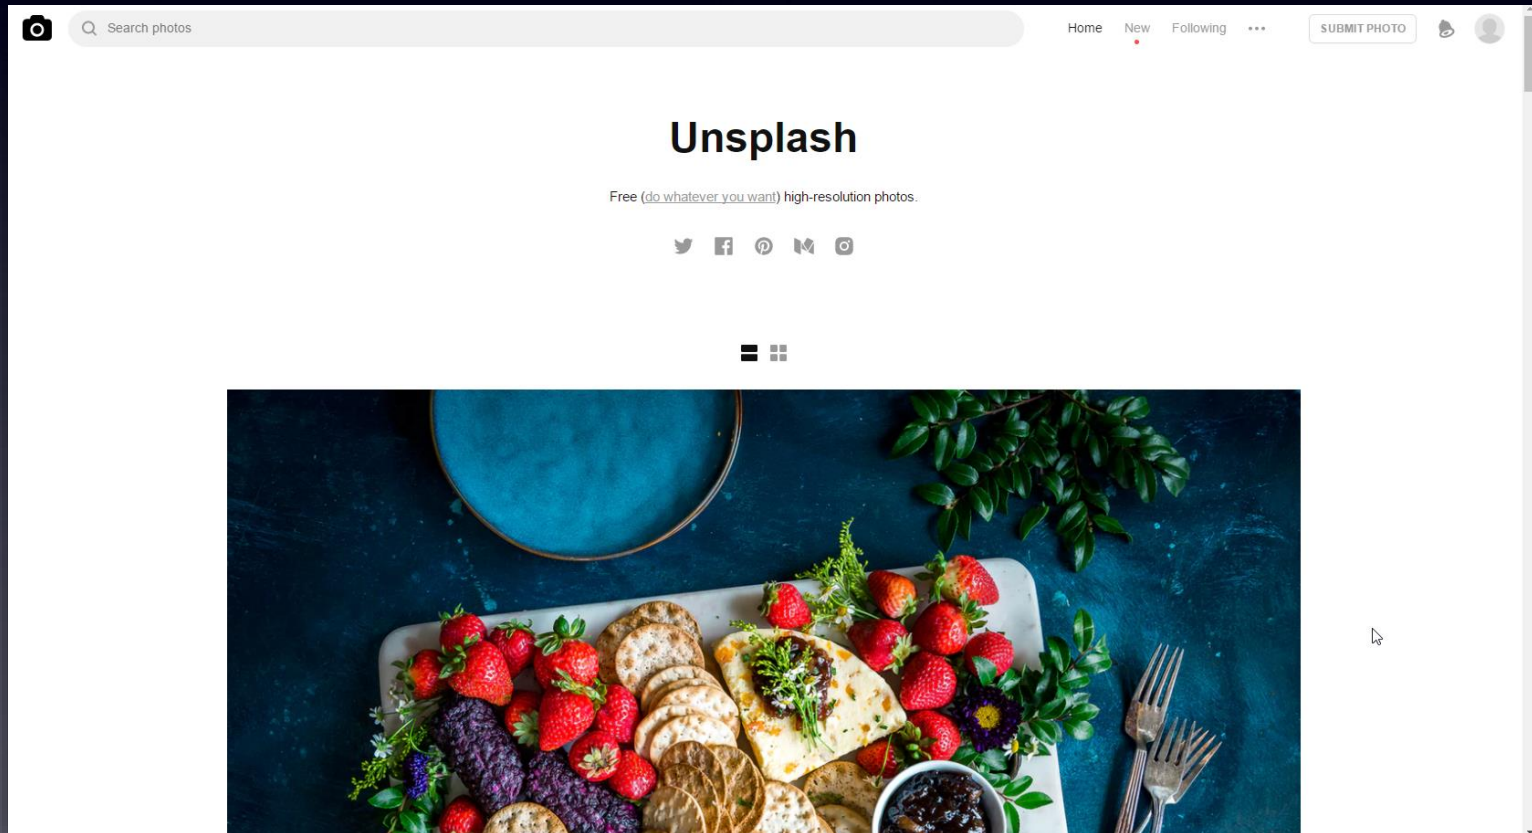 Search photos
Home New Following SUBMIT PHOTO
Unsplash
Free (do whatever you want) high-resolution photos.